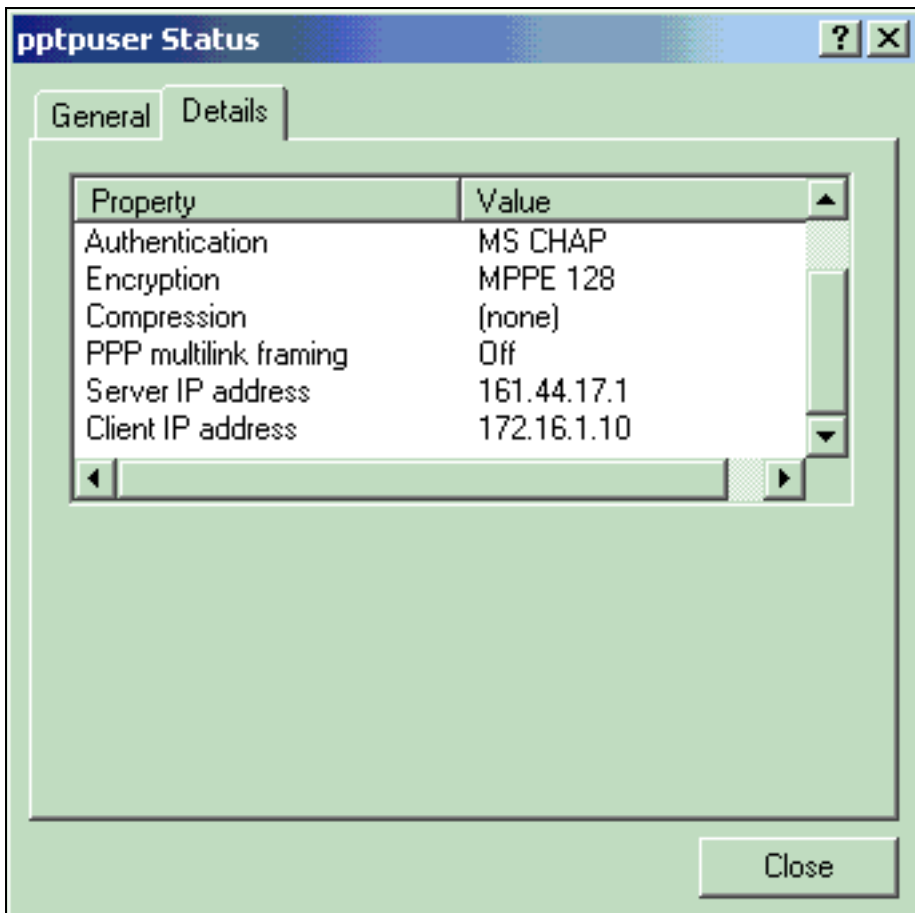 pptpuser Status
General Details
Property Value
Authentication MS CHAP
Encryption MPPE 128
Compression (none)
PPP multilink framing Off
Server IP address 161.44.17.1
Client IP address 172.16.1.10
Close